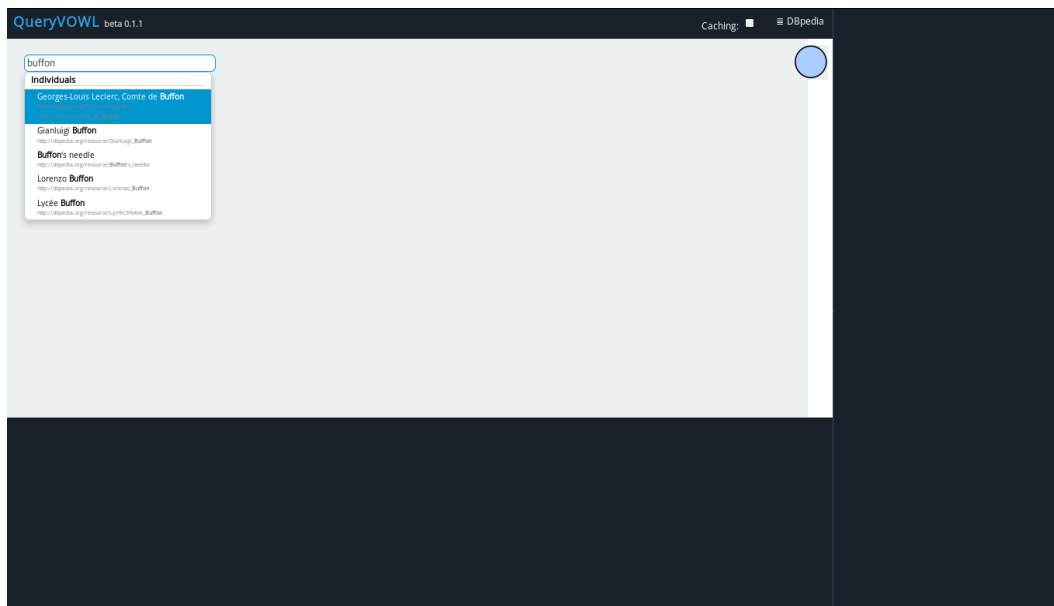 QueryVOWL beta 0.1.1
Caching:
≡ DBpedia
buffon
Individuals
Georges-Louis Leclerc, Comte de Buffon
Gianluigi Buffon
http://dbpedia.org/resource/Gianluigi_Buffon
Buffon's needle
http://dbpedia.org/resource/Buffon's_needle
Lorenzo Buffon
http://dbpedia.org/resource/Lorenzo_Buffon
Lycée Buffon
http://dbpedia.org/resource/Lyc%C3%A9e_Buffon